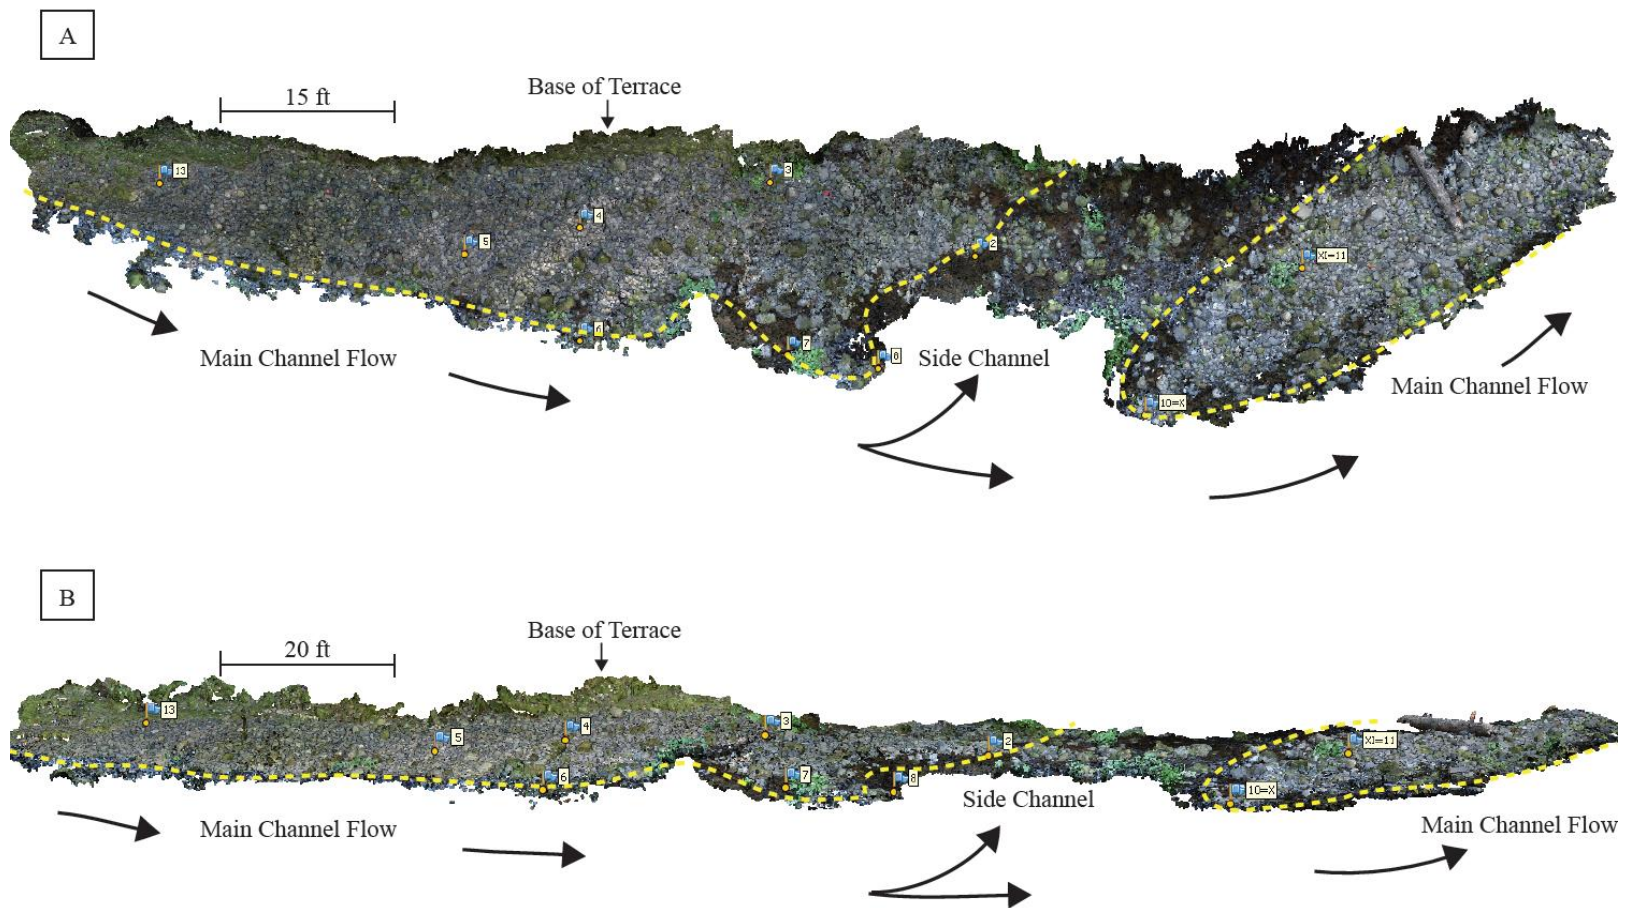 A
15 ft
Base of Terrace
13
3
4
5
2
XI=11
6
7
8
Side Channel
Main Channel Flow
Main Channel Flow
10=X
B
20 ft
Base of Terrace
13
3
4
5
2
XI=11
6
7
8
10=X
Side Channel
Main Channel Flow
Main Channel Flow